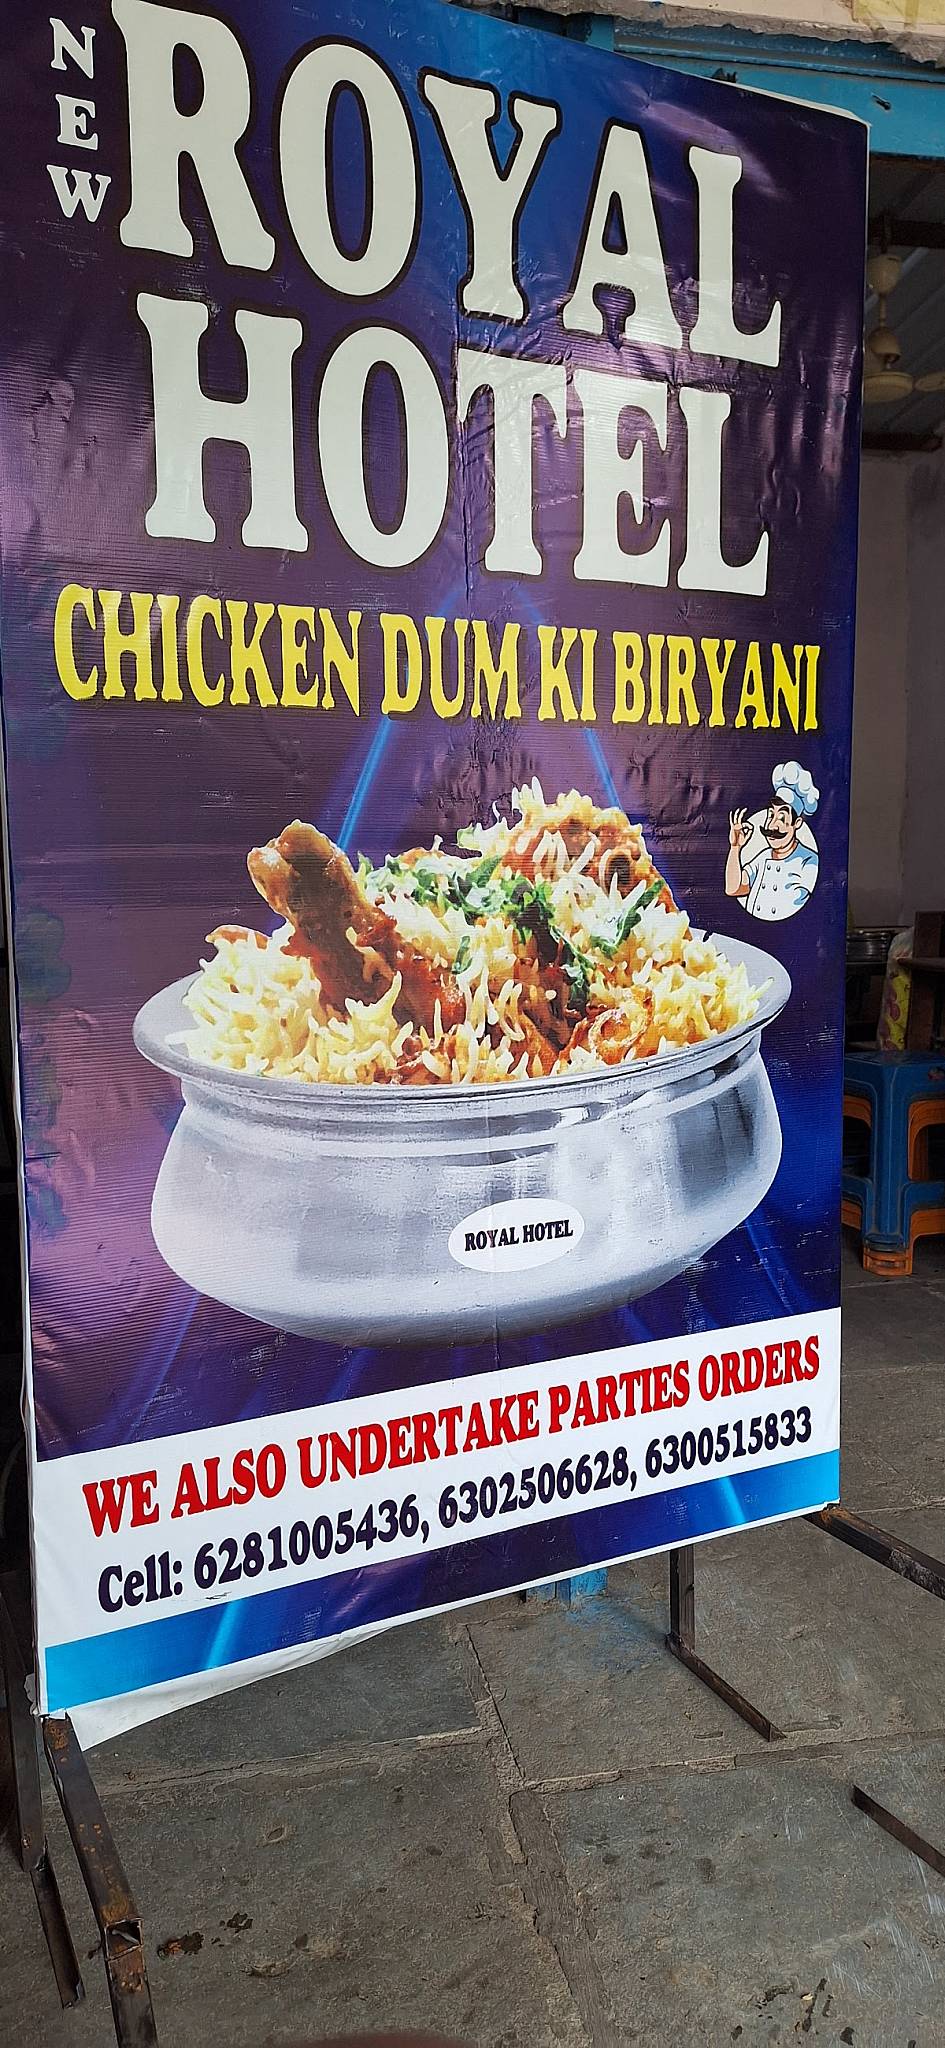 NEW
ROYAL
HOTEL
CHICKEN DUM KI BIRYANI
ROYAL HOTEL
WE ALSO UNDERTAKE PARTIES ORDERS
Cell: 6281005436, 6302506628, 6300515833